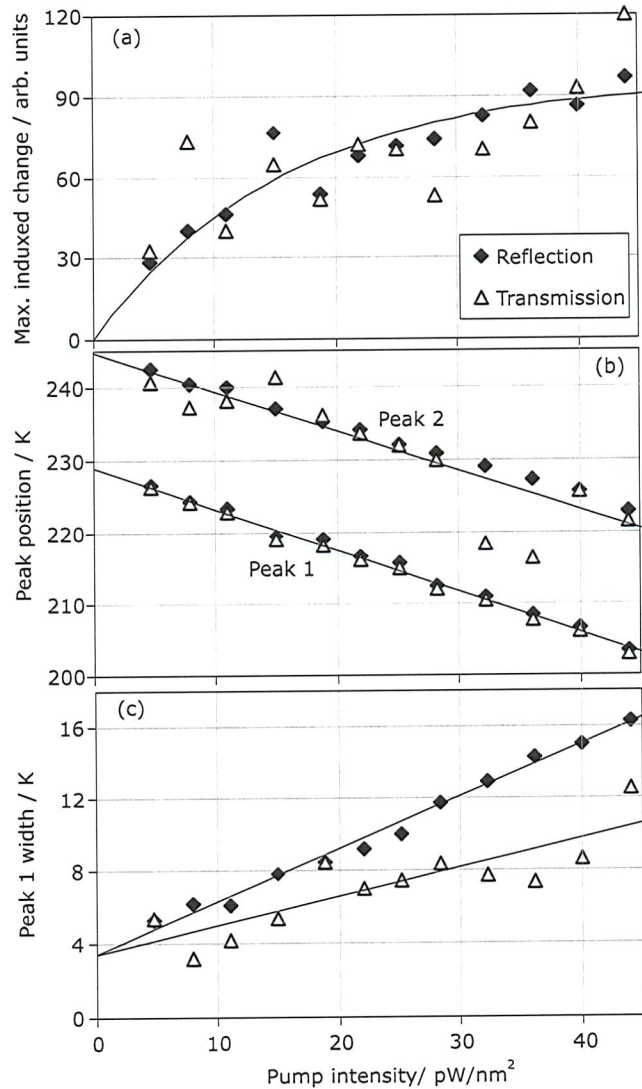 (a)
Max. induxed change / arb. units
120
90
60
30
0
Reflection
Transmission
(b)
Peak position / K
240
230
220
210
200
Peak 2
Peak 1
(c)
Peak 1 width / K
16
12
8
4
0
0 10 20 30 40
Pump intensity/ pW/nm²